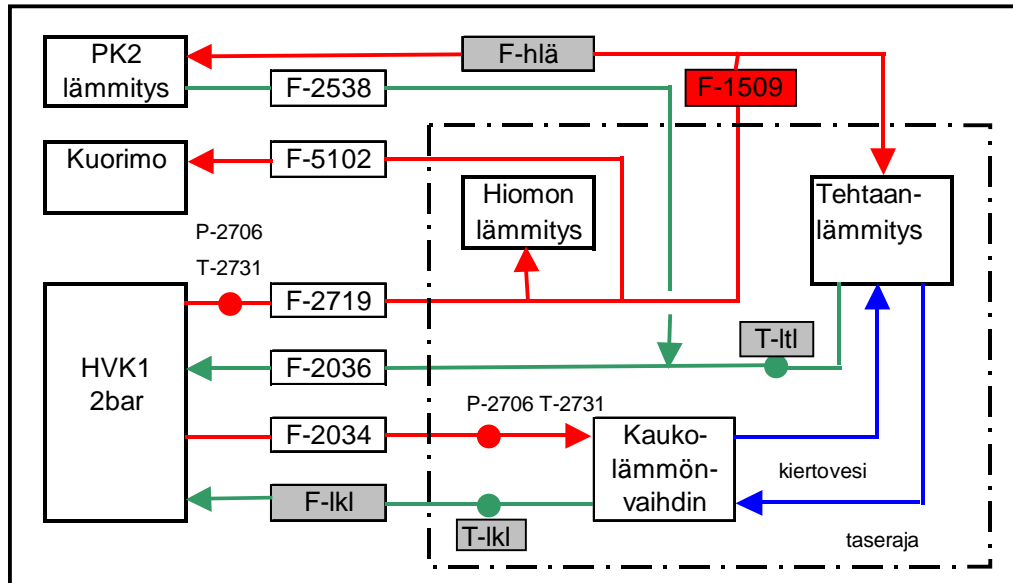 PK2
lämmitys
F-hlä
F-2538
F-1509
Kuorimo
F-5102
Hiomon
lämmitys
Tehtaan-
lämmitys
P-2706
T-2731
F-2719
HVK1
2bar
F-2036
T-ltl
F-2034
P-2706 T-2731
Kauko-
lämmön-
vaihdin
kiertovesi
F-lkl
T-lkl
taseraja